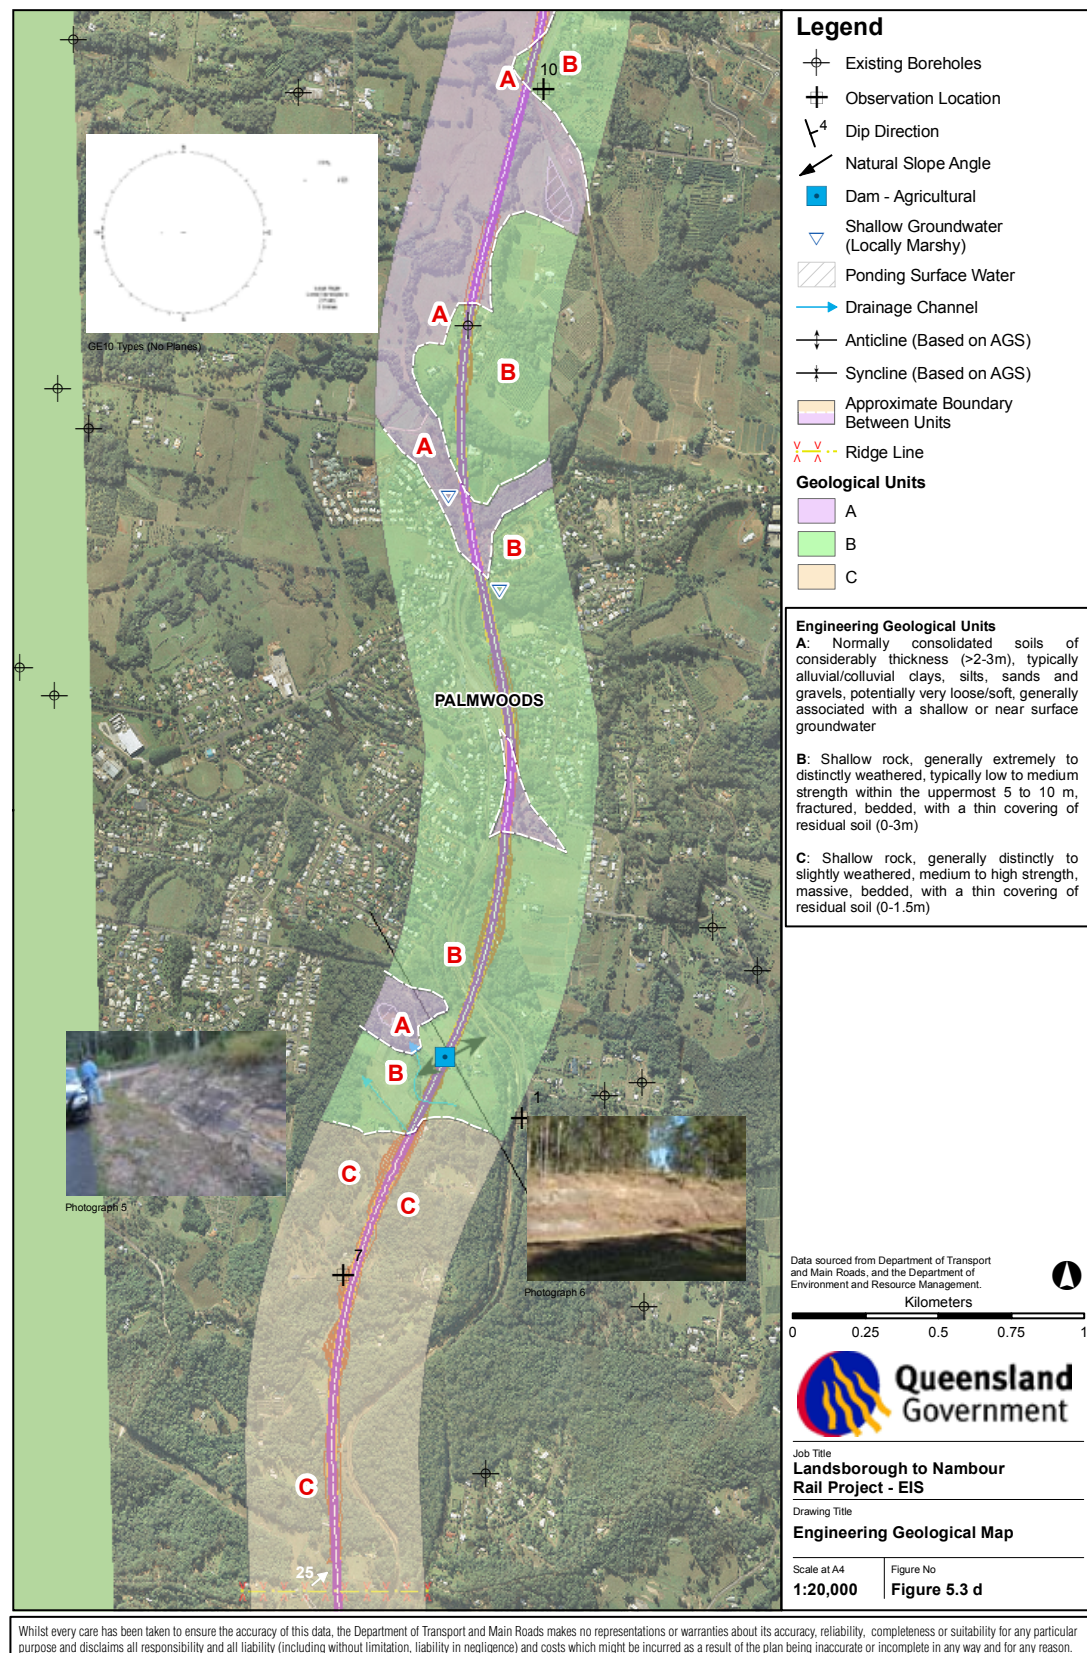 A
10
B
GE10 Types (No Planes)
A
B
A
B
PALMWOODS
B
A
B
1
Photograph 5
C
C
7
Photograph 6
C
25
Legend
Existing Boreholes
Observation Location
4
Dip Direction
Natural Slope Angle
Dam - Agricultural
Shallow Groundwater
(Locally Marshy)
Ponding Surface Water
Drainage Channel
Anticline (Based on AGS)
Syncline (Based on AGS)
Approximate Boundary
Between Units
Ridge Line
Geological Units
A
B
C
Engineering Geological Units
A: Normally consolidated soils of
considerably thickness (>2-3m), typically
alluvial/colluvial clays, silts, sands and
gravels, potentially very loose/soft, generally
associated with a shallow or near surface
groundwater
B: Shallow rock, generally extremely to
distinctly weathered, typically low to medium
strength within the uppermost 5 to 10 m,
fractured, bedded, with a thin covering of
residual soil (0-3m)
C: Shallow rock, generally distinctly to
slightly weathered, medium to high strength,
massive, bedded, with a thin covering of
residual soil (0-1.5m)
Data sourced from Department of Transport
and Main Roads, and the Department of
Environment and Resource Management.
Kilometers
0 0.25 0.5 0.75 1
Queensland
Government
Job Title
Landsborough to Nambour
Rail Project - EIS
Drawing Title
Engineering Geological Map
Scale at A4
1:20,000
Figure No
Figure 5.3 d
Whilst every care has been taken to ensure the accuracy of this data, the Department of Transport and Main Roads makes no representations or warranties about its accuracy, reliability, completeness or suitability for any particular
purpose and disclaims all responsibility and all liability (including without limitation, liability in negligence) and costs which might be incurred as a result of the plan being inaccurate or incomplete in any way and for any reason.